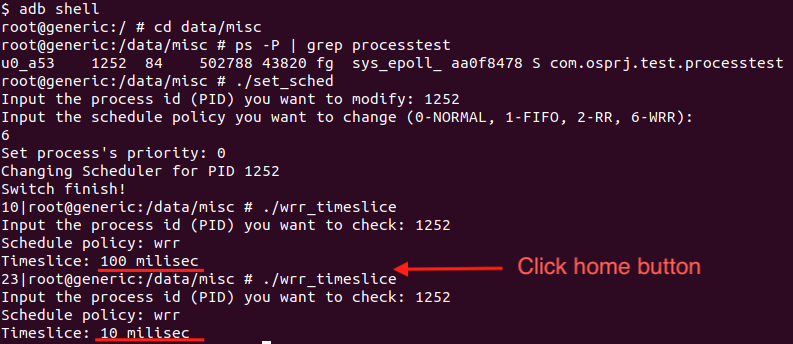 $ adb shell
root@generic:/ # cd data/misc
root@generic:/data/misc # ps -P | grep processtest
u0_a53    1252  84    502788 43820 fg  sys_epoll_ aa0f8478 S com.osprj.test.processtest
root@generic:/data/misc # ./set_sched
Input the process id (PID) you want to modify: 1252
Input the schedule policy you want to change (0-NORMAL, 1-FIFO, 2-RR, 6-WRR):
6
Set process's priority: 0
Changing Scheduler for PID 1252
Switch finish!
10|root@generic:/data/misc # ./wrr_timeslice
Input the process id (PID) you want to check: 1252
Schedule policy: wrr
Timeslice: 100 milisec
Click home button
23|root@generic:/data/misc # ./wrr_timeslice
Input the process id (PID) you want to check: 1252
Schedule policy: wrr
Timeslice: 10 milisec